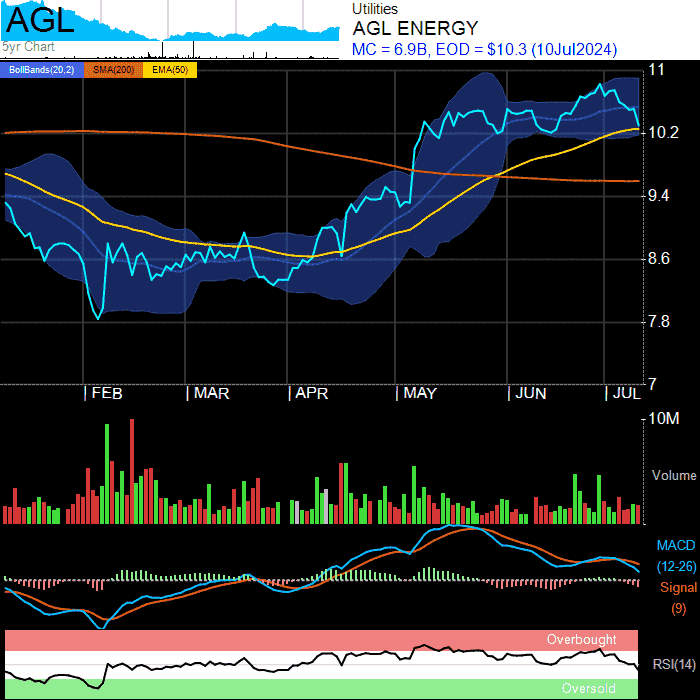 AGL
5yr Chart
Utilities
AGL ENERGY
MC = 6.9B, EOD = $10.3 (10Jul2024)
BollBands(20,2) SMA(200) EMA(50)
11
10.2
9.4
8.6
7.8
7
FEB MAR APR MAY JUN JUL
10M
Volume
MACD
(12-26)
Signal
(9)
Overbought
RSI(14)
Oversold